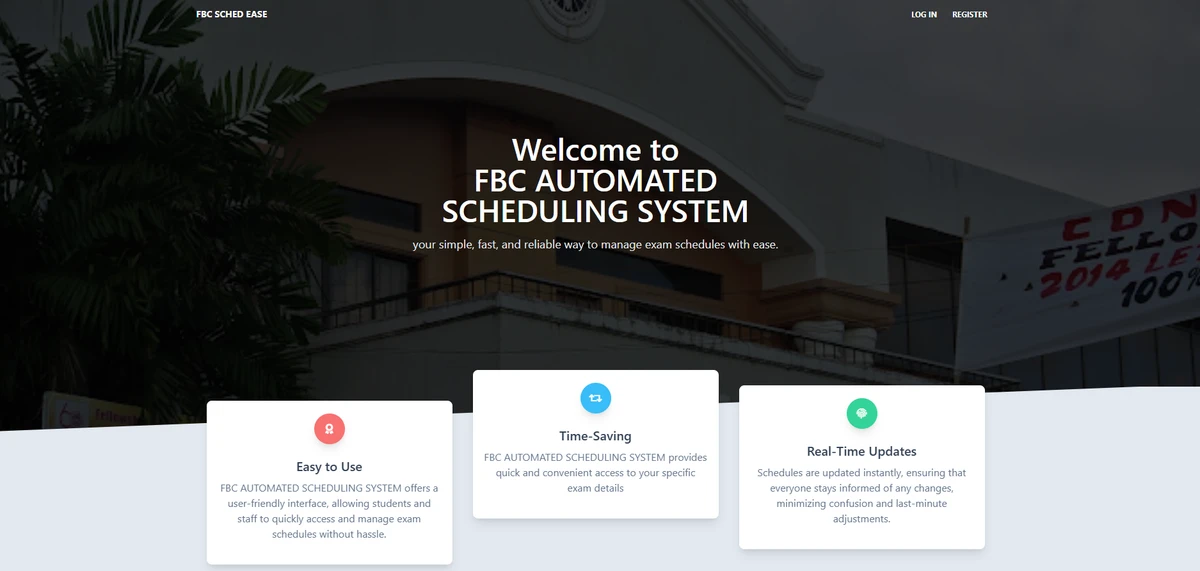 FBC SCHED EASE
LOG IN
REGISTER
Welcome to
FBC AUTOMATED
SCHEDULING SYSTEM
your simple, fast, and reliable way to manage exam schedules with ease.
CON
FELLO
2014 LE
100%
Easy to Use
FBC AUTOMATED SCHEDULING SYSTEM offers a
user-friendly interface, allowing students and
staff to quickly access and manage exam
schedules without hassle.
Time-Saving
FBC AUTOMATED SCHEDULING SYSTEM provides
quick and convenient access to your specific
exam details
Real-Time Updates
Schedules are updated instantly, ensuring that
everyone stays informed of any changes,
minimizing confusion and last-minute
adjustments.